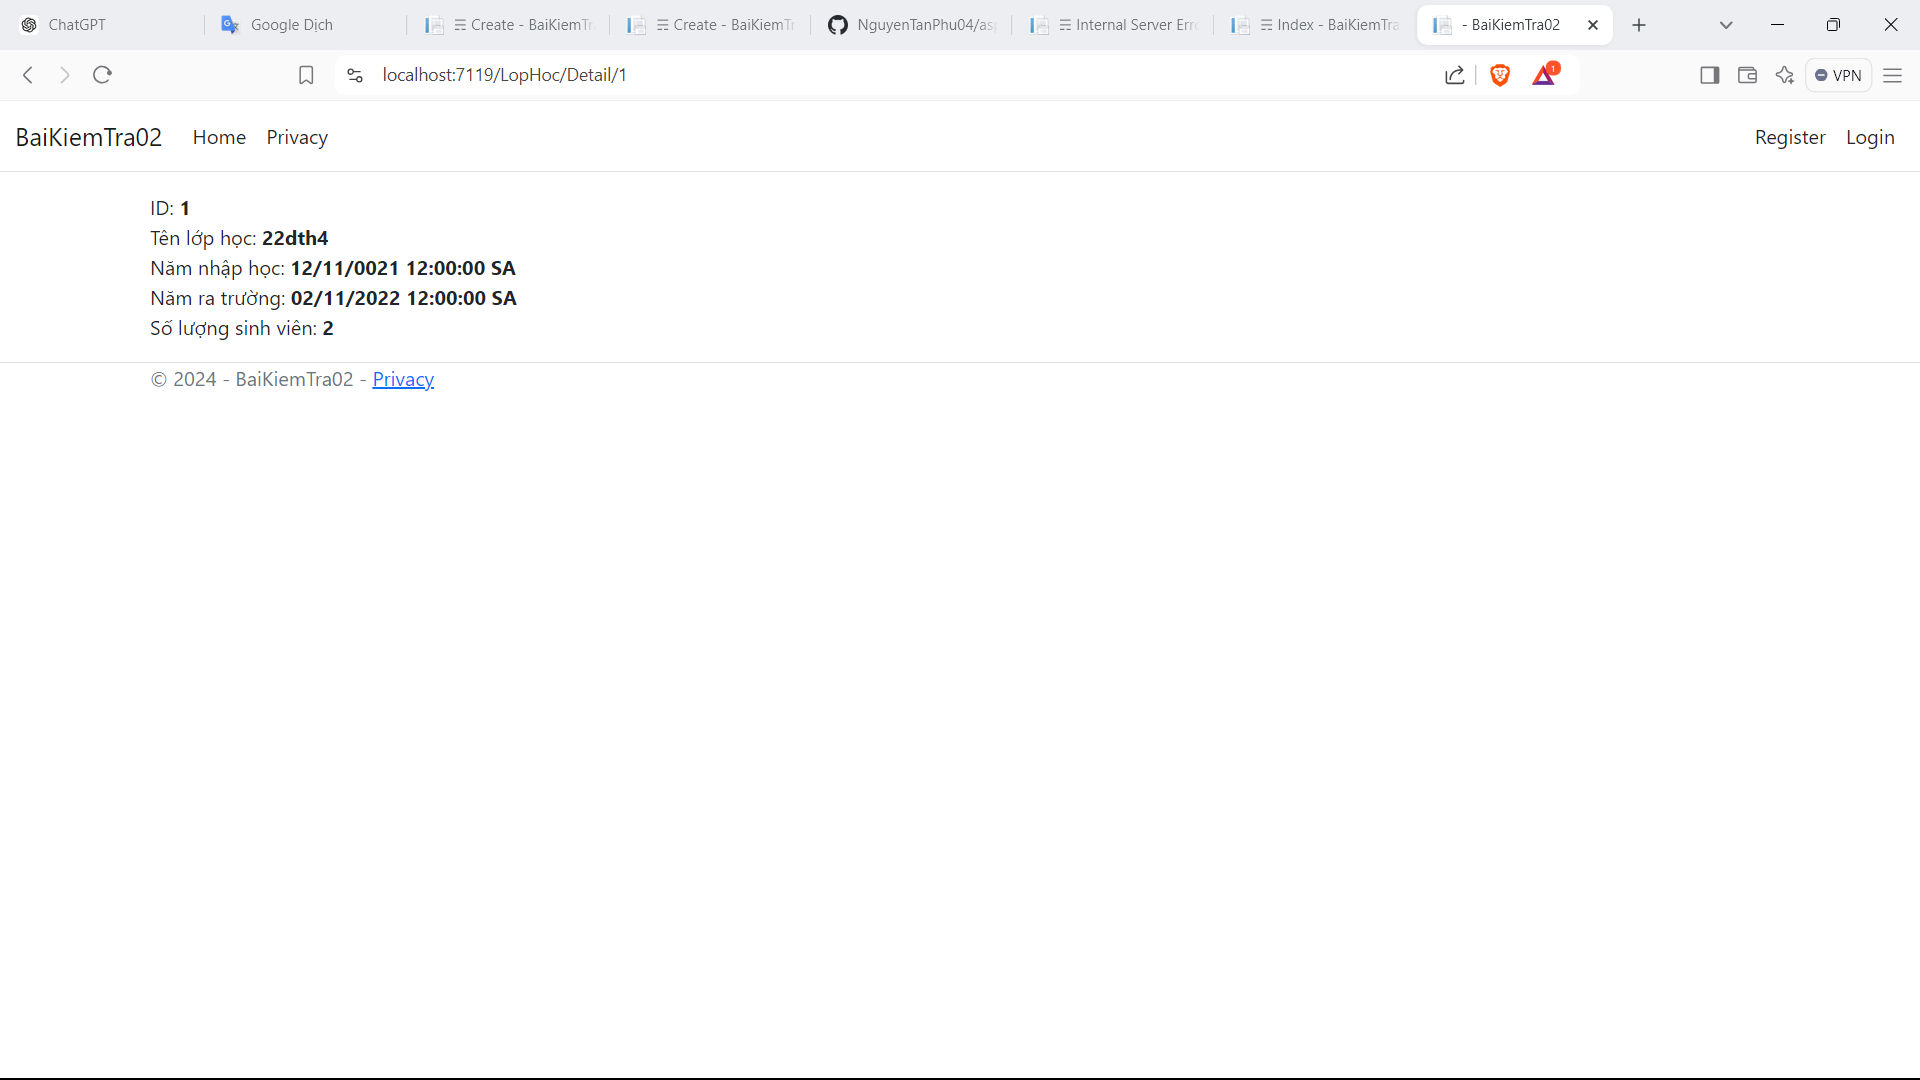 ChatGPT
Google Dịch
Create - BaiKiemTr
Create - BaiKiemTr
NguyenTanPhu04/asp
Internal Server Erro
Index - BaiKiemTra
- BaiKiemTra02
localhost:7119/LopHoc/Detail/1
1
VPN
BaiKiemTra02 Home Privacy Register Login
ID: 1
Tên lớp học: 22dth4
Năm nhập học: 12/11/0021 12:00:00 SA
Năm ra trường: 02/11/2022 12:00:00 SA
Số lượng sinh viên: 2
© 2024 - BaiKiemTra02 - Privacy